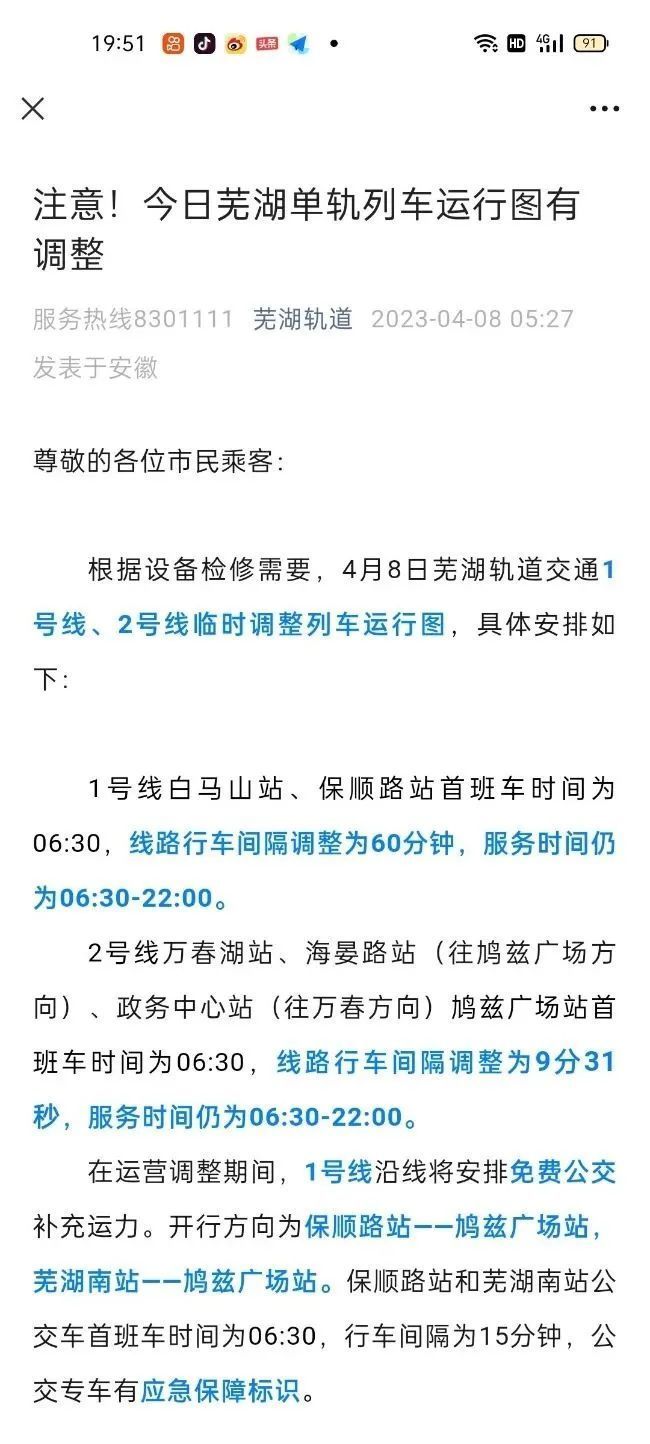 19:51 头条 HD 4G 91
注意！今日芜湖单轨列车运行图有
调整
服务热线8301111 芜湖轨道 2023-04-08 05:27
发表于安徽
尊敬的各位市民乘客：
根据设备检修需要，4月8日芜湖轨道交通1
号线、2号线临时调整列车运行图，具体安排如
下：
1号线白马山站、保顺路站首班车时间为
06:30，线路行车间隔调整为60分钟，服务时间仍
为06:30-22:00。
2号线万春湖站、海晏路站（往鸠兹广场方
向）、政务中心站（往万春方向）鸠兹广场站首
班车时间为06:30，线路行车间隔调整为9分31
秒，服务时间仍为06:30-22:00。
在运营调整期间，1号线沿线将安排免费公交
补充运力。开行方向为保顺路站——鸠兹广场站，
芜湖南站——鸠兹广场站。保顺路站和芜湖南站公
交车首班车时间为06:30，行车间隔为15分钟，公
交专车有应急保障标识。